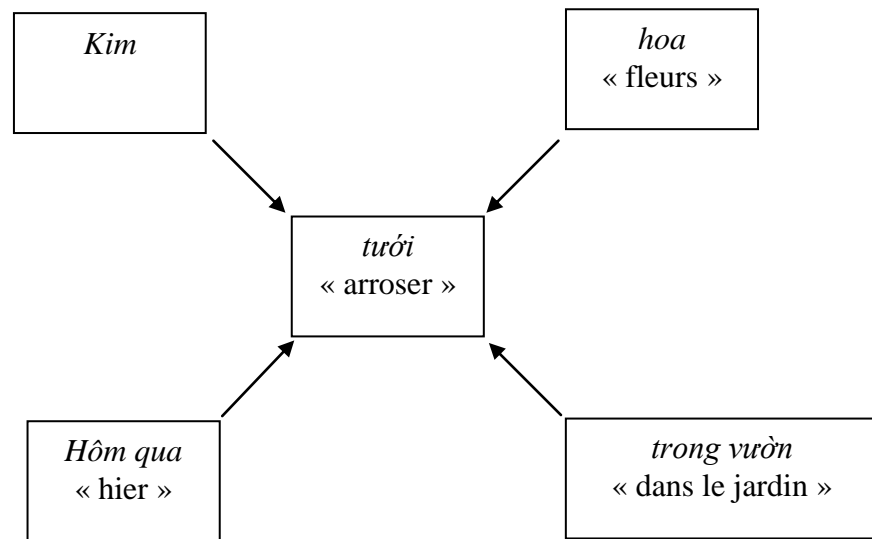 Kim
hoa
« fleurs »
tưới
« arroser »
Hôm qua
« hier »
trong vườn
« dans le jardin »